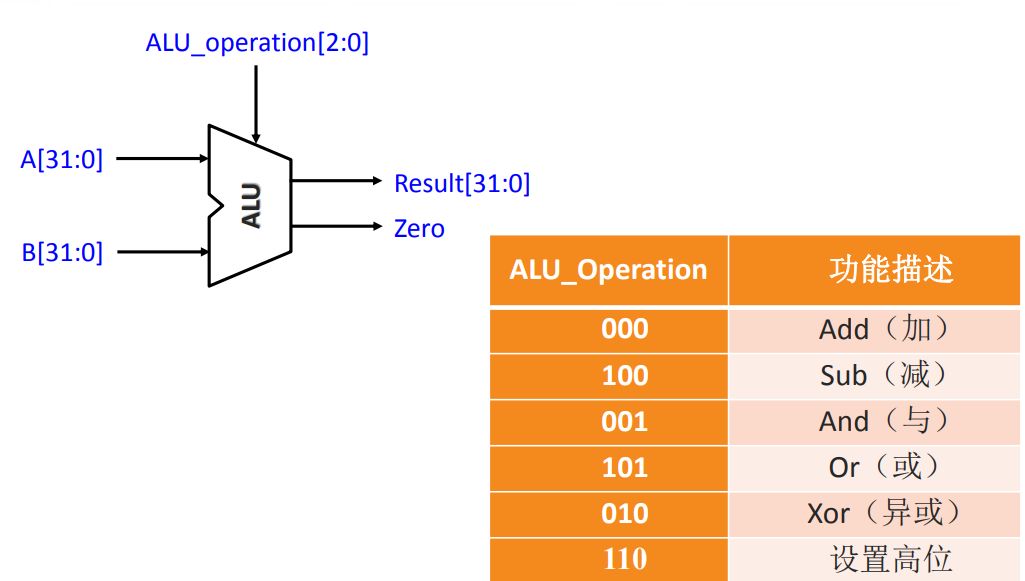 ALU_operation[2:0]
A[31:0]
ALU
Result[31:0]
Zero
B[31:0]
ALU_Operation 功能描述
000 Add（加）
100 Sub（减）
001 And（与）
101 Or（或）
010 Xor（异或）
110 设置高位